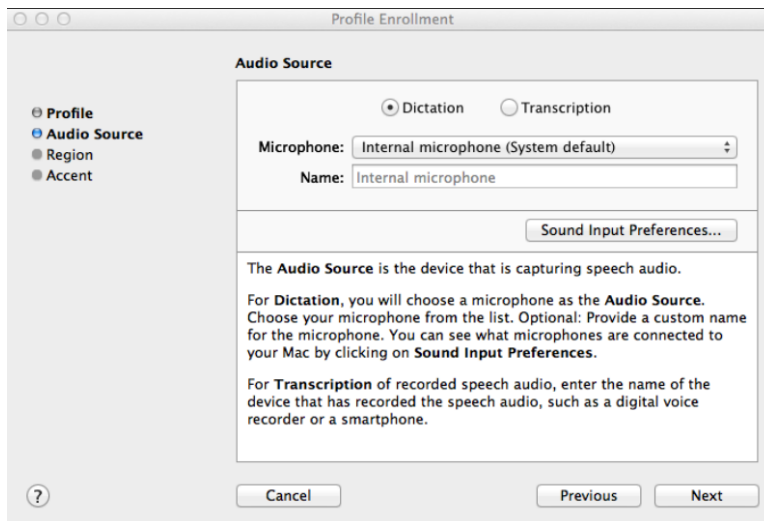 Profile Enrollment
Audio Source
Profile
Audio Source
Region
Accent
Dictation Transcription
Microphone: Internal microphone (System default)
Name: Internal microphone
Sound Input Preferences...
The Audio Source is the device that is capturing speech audio.
For Dictation, you will choose a microphone as the Audio Source.
Choose your microphone from the list. Optional: Provide a custom name
for the microphone. You can see what microphones are connected to
your Mac by clicking on Sound Input Preferences.
For Transcription of recorded speech audio, enter the name of the
device that has recorded the speech audio, such as a digital voice
recorder or a smartphone.
? Cancel Previous Next